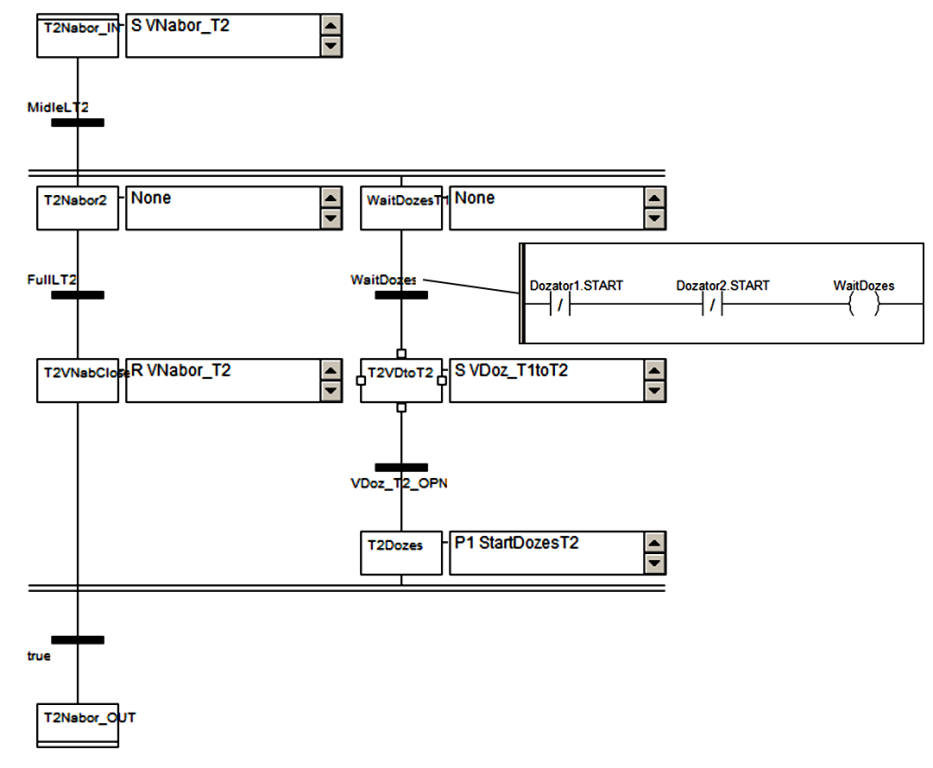 T2Nabor_IN
S VNabor_T2
MidleLT2
T2Nabor2
None
WaitDozesT1
None
FullLT2
WaitDozes
Dozator1.START
Dozator2.START
WaitDozes
T2VNabClose
R VNabor_T2
T2VDtoT2
S VDoz_T1toT2
VDoz_T2_OPN
T2Dozes
P1 StartDozesT2
true
T2Nabor_OUT